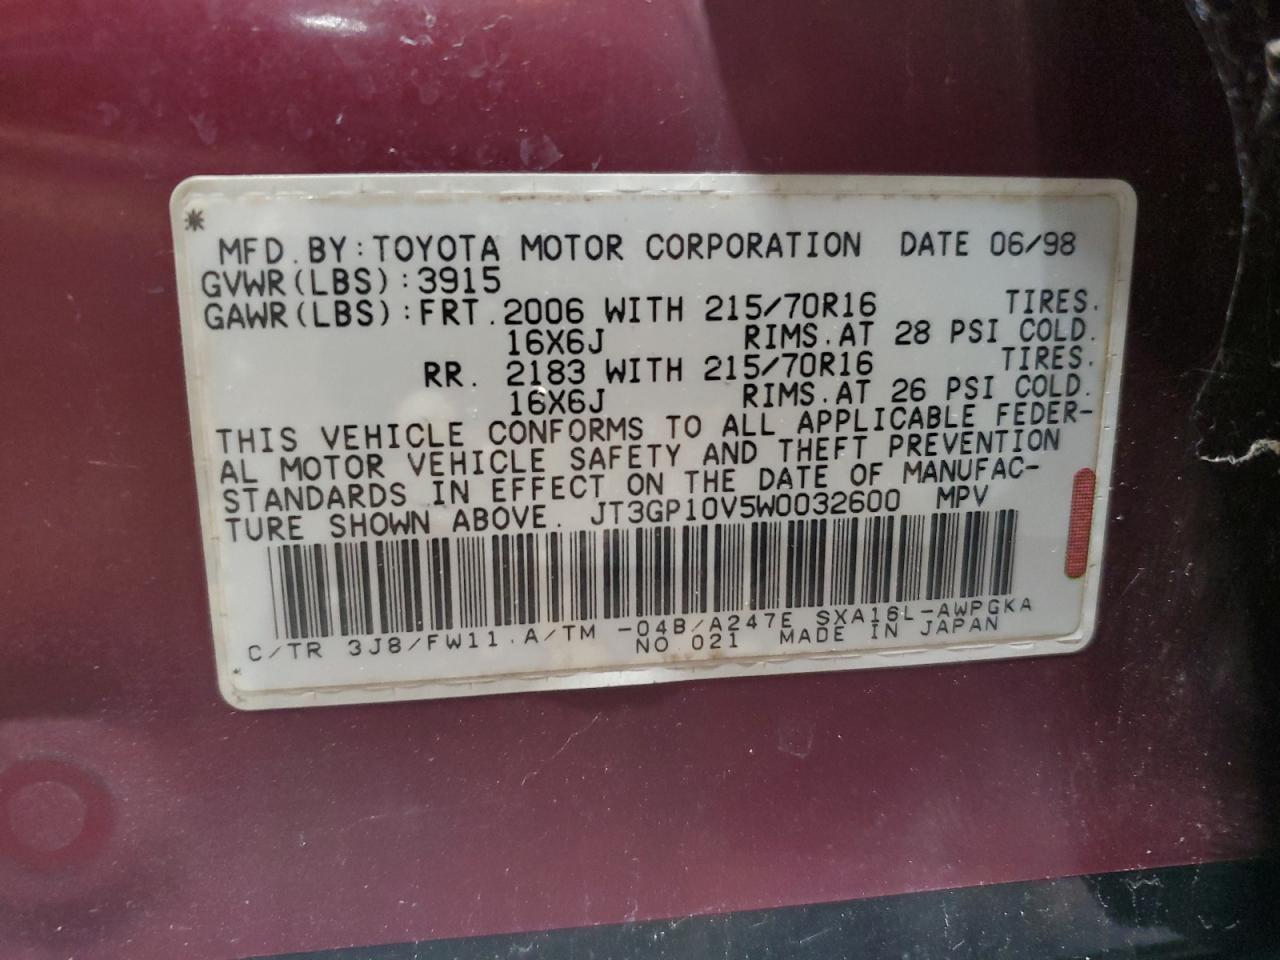 MFD. BY: TOYOTA MOTOR CORPORATION DATE 06/98
GVWR(LBS): 3915
GAWR(LBS): FRT. 2006 WITH 215/70R16 TIRES.
16X6J RIMS. AT 28 PSI COLD.
RR. 2183 WITH 215/70R16 TIRES.
16X6J RIMS. AT 26 PSI COLD.
THIS VEHICLE CONFORMS TO ALL APPLICABLE FEDER-
AL MOTOR VEHICLE SAFETY AND THEFT PREVENTION
STANDARDS IN EFFECT ON THE DATE OF MANUFAC-
TURE SHOWN ABOVE. JT3GP10V5W0032600 MPV
C/TR 3J8/FW11. A/TM -04B/A247E SXA16L-AWPGKA
NO. 021 MADE IN JAPAN